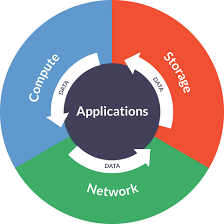 Compute
Storage
DATA
DATA
Applications
DATA
Network